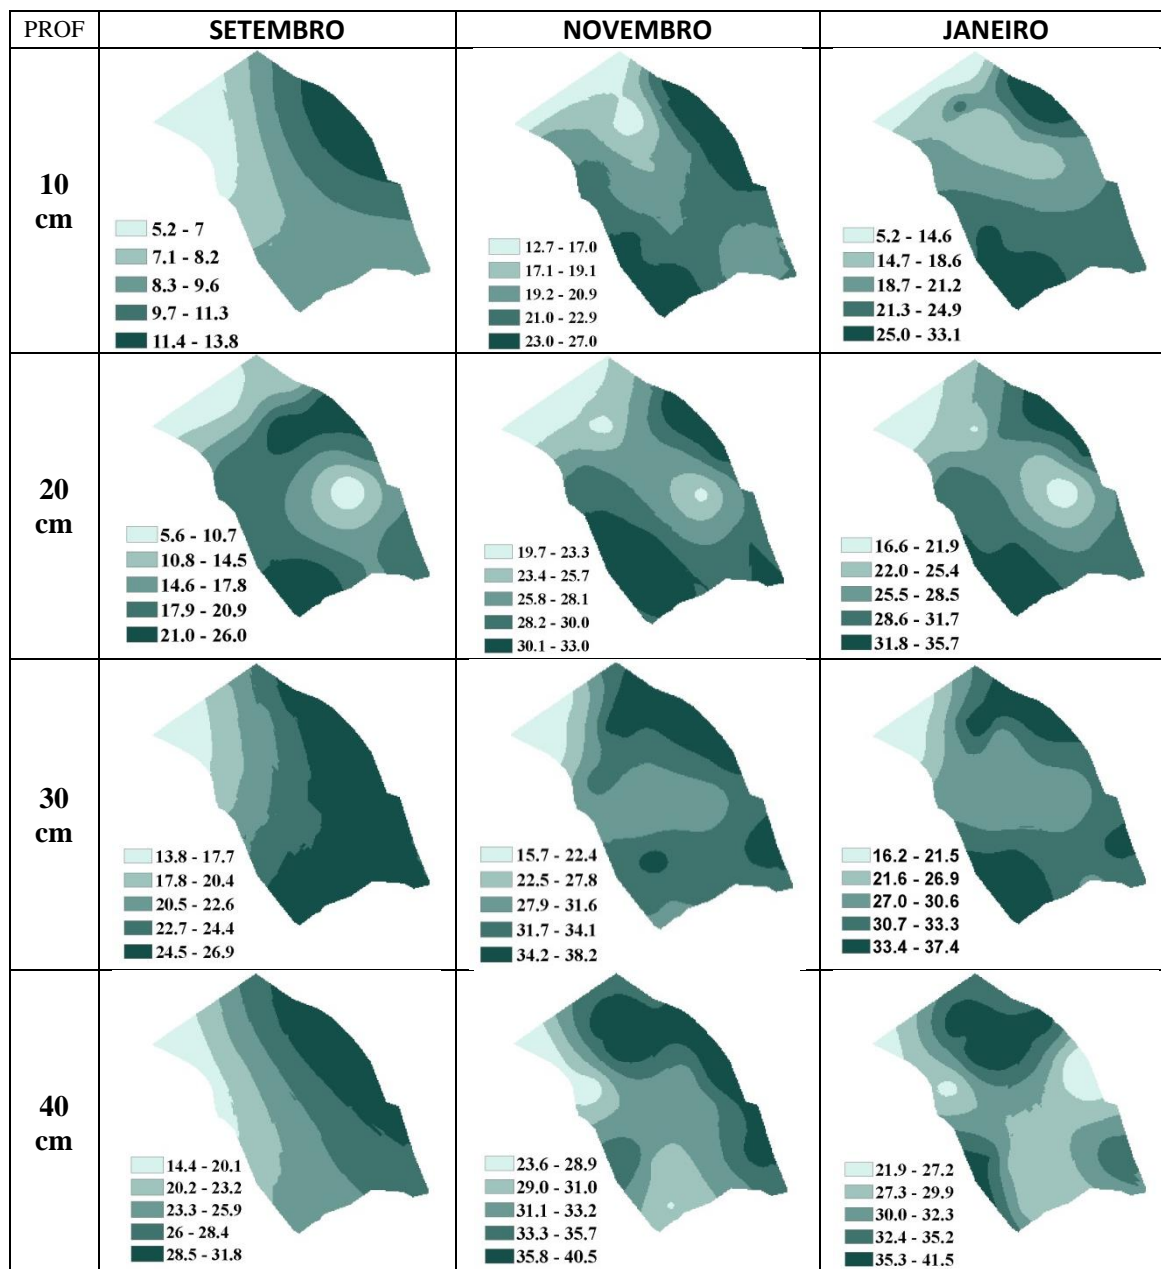 PROF SETEMBRO NOVEMBRO JANEIRO
10
cm
5.2 - 7
7.1 - 8.2
8.3 - 9.6
9.7 - 11.3
11.4 - 13.8
12.7 - 17.0
17.1 - 19.1
19.2 - 20.9
21.0 - 22.9
23.0 - 27.0
5.2 - 14.6
14.7 - 18.6
18.7 - 21.2
21.3 - 24.9
25.0 - 33.1
20
cm
5.6 - 10.7
10.8 - 14.5
14.6 - 17.8
17.9 - 20.9
21.0 - 26.0
19.7 - 23.3
23.4 - 25.7
25.8 - 28.1
28.2 - 30.0
30.1 - 33.0
16.6 - 21.9
22.0 - 25.4
25.5 - 28.5
28.6 - 31.7
31.8 - 35.7
30
cm
13.8 - 17.7
17.8 - 20.4
20.5 - 22.6
22.7 - 24.4
24.5 - 26.9
15.7 - 22.4
22.5 - 27.8
27.9 - 31.6
31.7 - 34.1
34.2 - 38.2
16.2 - 21.5
21.6 - 26.9
27.0 - 30.6
30.7 - 33.3
33.4 - 37.4
40
cm
14.4 - 20.1
20.2 - 23.2
23.3 - 25.9
26 - 28.4
28.5 - 31.8
23.6 - 28.9
29.0 - 31.0
31.1 - 33.2
33.3 - 35.7
35.8 - 40.5
21.9 - 27.2
27.3 - 29.9
30.0 - 32.3
32.4 - 35.2
35.3 - 41.5